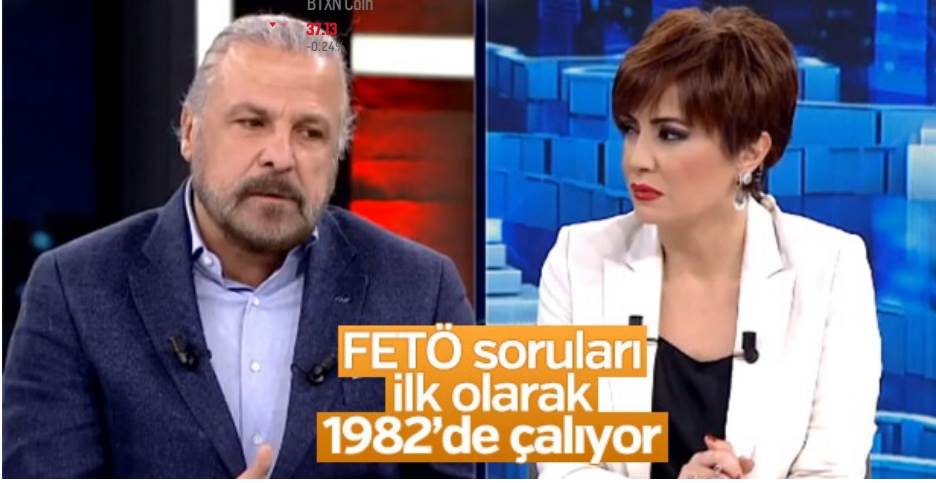 BTXN Coin
37.13
-0.24%
FETÖ soruları
ilk olarak
1982'de çalıyor